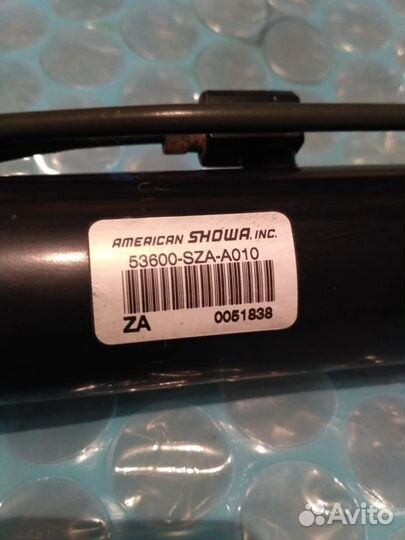 AMERICAN SHOWA, INC.
53600-SZA-A010
ZA 0051838
Avito